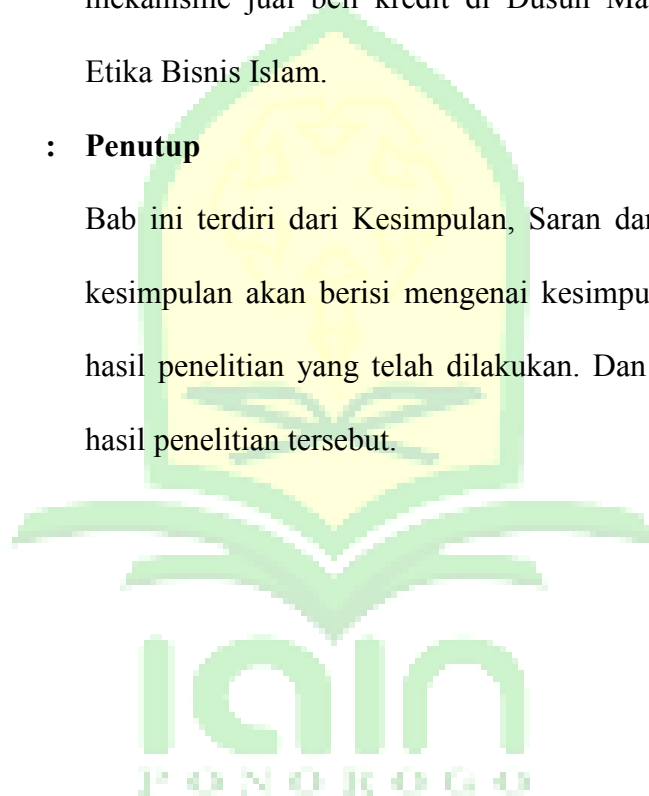 mekanisme jual beli kredit di Dusun Ma
Etika Bisnis Islam.
: Penutup
Bab ini terdiri dari Kesimpulan, Saran dan
kesimpulan akan berisi mengenai kesimpu
hasil penelitian yang telah dilakukan. Dan
hasil penelitian tersebut.
iain
PONOROGO